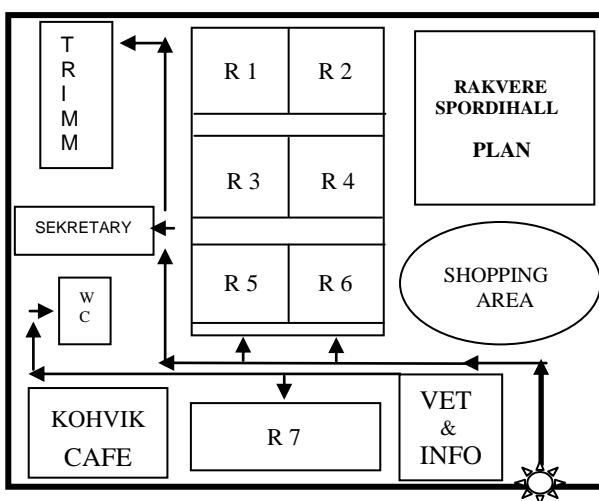 T
R
I
M
M
R 1
R 2
RAKVERE
SPORDIHALL
PLAN
R 3
R 4
SEKRETARY
R 5
R 6
SHOPPING
AREA
W
C
KOHVIK
CAFE
R 7
VET
&
INFO